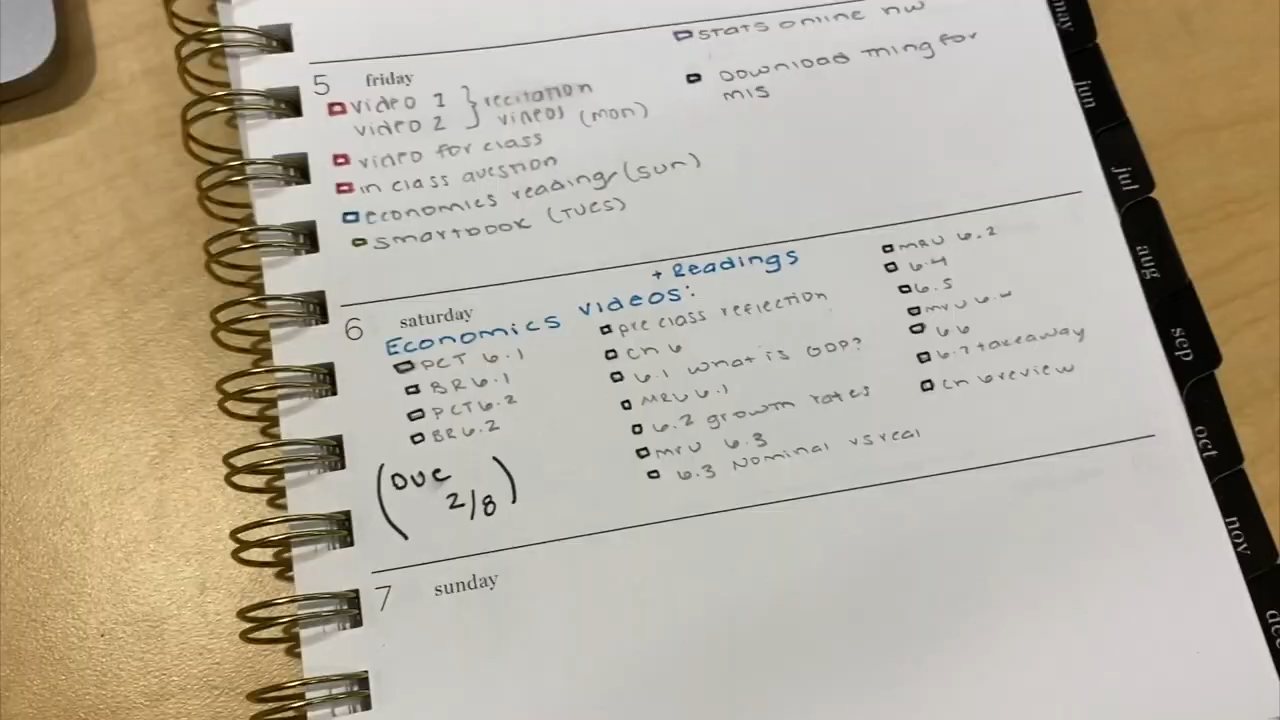 STATS online hw
5 friday
Download thing for
mis
video 1 } recitation
video 2 videos (mon)
video for class
in class question
economics reading (sun)
smartbook (TUES)
6 saturday
+ Readings
Economics videos:
PCT 6.1
BR 6.1
PCT 6.2
BR 6.2
(DUE
2/8)
pre class reflection
ch 6
6.1 What is GDP?
MRU 6.1
6.2 growth rates
mru 6.3
6.3 Nominal vs real
MRU 6.2
6.4
6.5
mru 6.6
6.6
6.7 takeaway
ch 6 review
7 sunday
may
jun
jul
aug
sep
oct
nov
dec